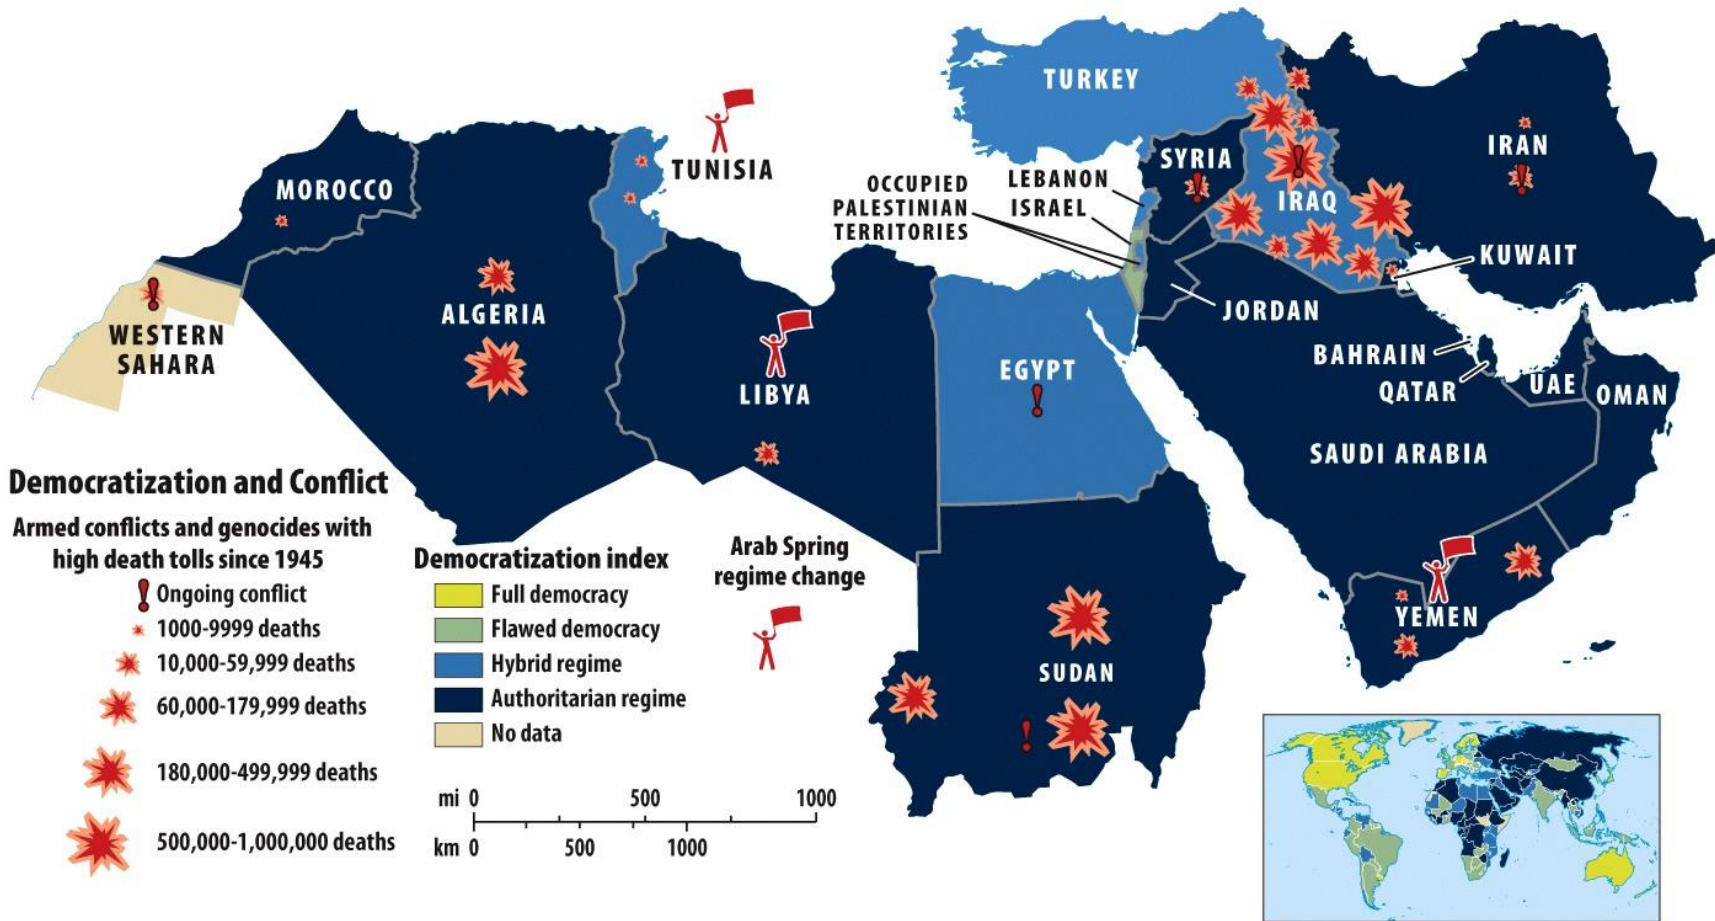 TURKEY
TUNISIA
SYRIA
IRAN
MOROCCO
OCCUPIED
PALESTINIAN
TERRITORIES
LEBANON
ISRAEL
IRAQ
KUWAIT
WESTERN
SAHARA
ALGERIA
LIBYA
EGYPT
JORDAN
BAHRAIN
QATAR
UAE
OMAN
SAUDI ARABIA
YEMEN
SUDAN
Democratization and Conflict
Armed conflicts and genocides with
high death tolls since 1945
Ongoing conflict
1000-9999 deaths
10,000-59,999 deaths
60,000-179,999 deaths
180,000-499,999 deaths
500,000-1,000,000 deaths
Democratization index
Full democracy
Flawed democracy
Hybrid regime
Authoritarian regime
No data
mi 0 500 1000
km 0 500 1000
Arab Spring
regime change